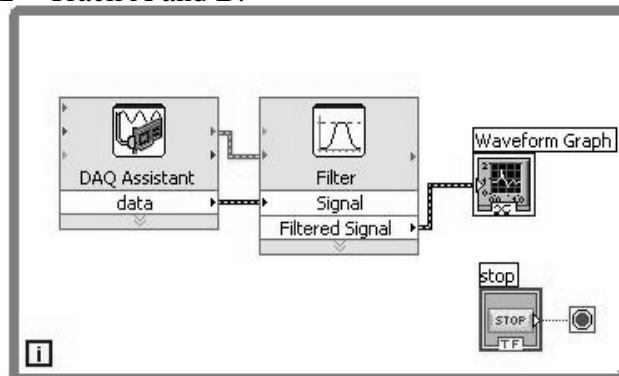 DAQ Assistant
data
Filter
Signal
Filtered Signal
Waveform Graph
stop
STOP
TF
i